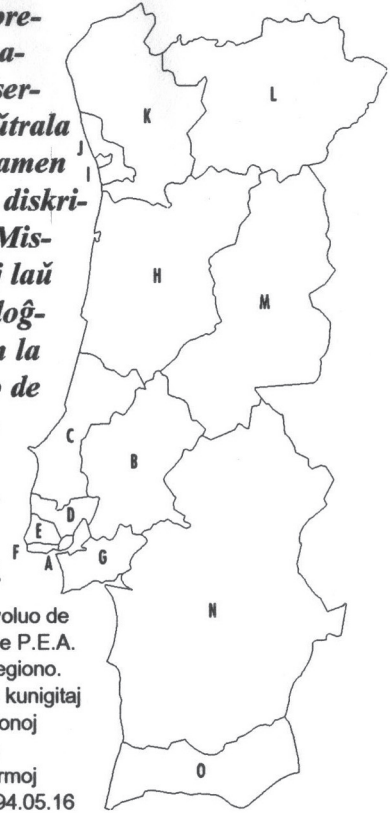 pre-
a-
ser-
ŭtrala
amen
diskri-
Mis-
i laŭ
loĝ-
n la
o de
voluo de
e P.E.A.
egiono.
kunigitaj
onoj
rmoj
94.05.16
K
L
J
I
H
M
C
B
D
E
F
A
G
N
O